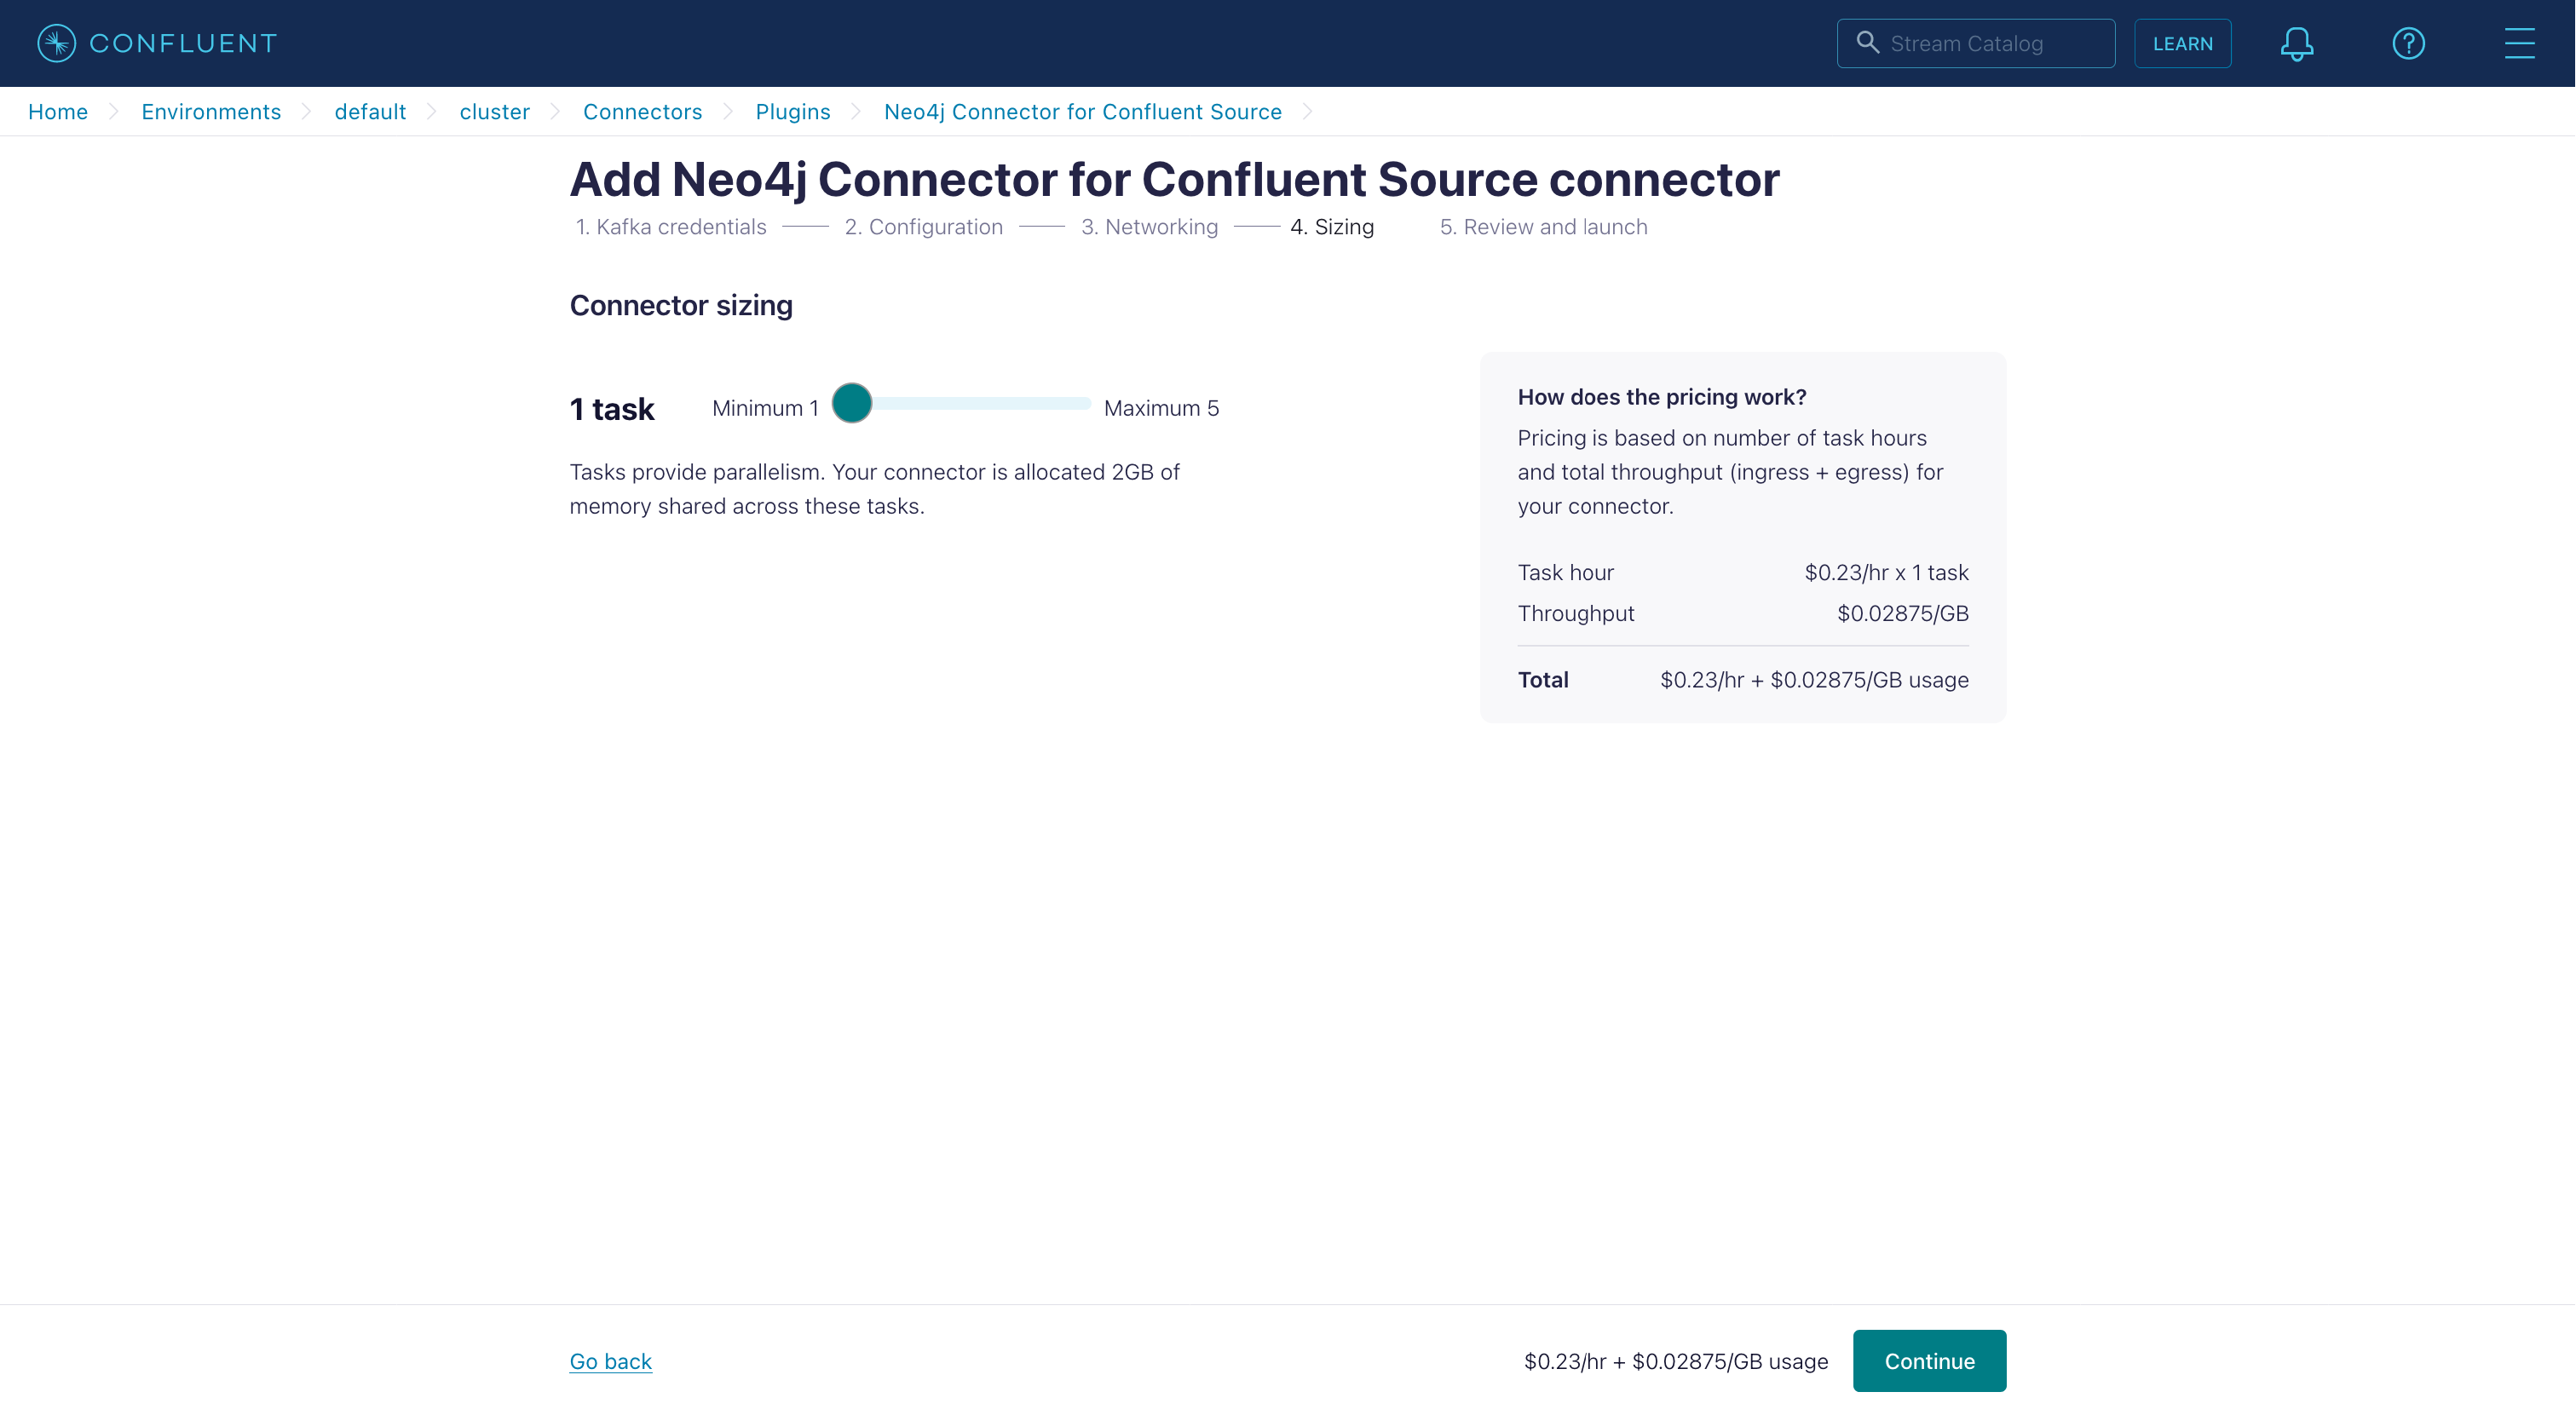 CONFLUENT
Stream Catalog
LEARN
Home
Environments
default
cluster
Connectors
Plugins
Neo4j Connector for Confluent Source
Add Neo4j Connector for Confluent Source connector
1. Kafka credentials
2. Configuration
3. Networking
4. Sizing
5. Review and launch
Connector sizing
1 task
Minimum 1
Maximum 5
Tasks provide parallelism. Your connector is allocated 2GB of
memory shared across these tasks.
How does the pricing work?
Pricing is based on number of task hours
and total throughput (ingress + egress) for
your connector.
Task hour
$0.23/hr x 1 task
Throughput
$0.02875/GB
Total
$0.23/hr + $0.02875/GB usage
Go back
$0.23/hr + $0.02875/GB usage
Continue